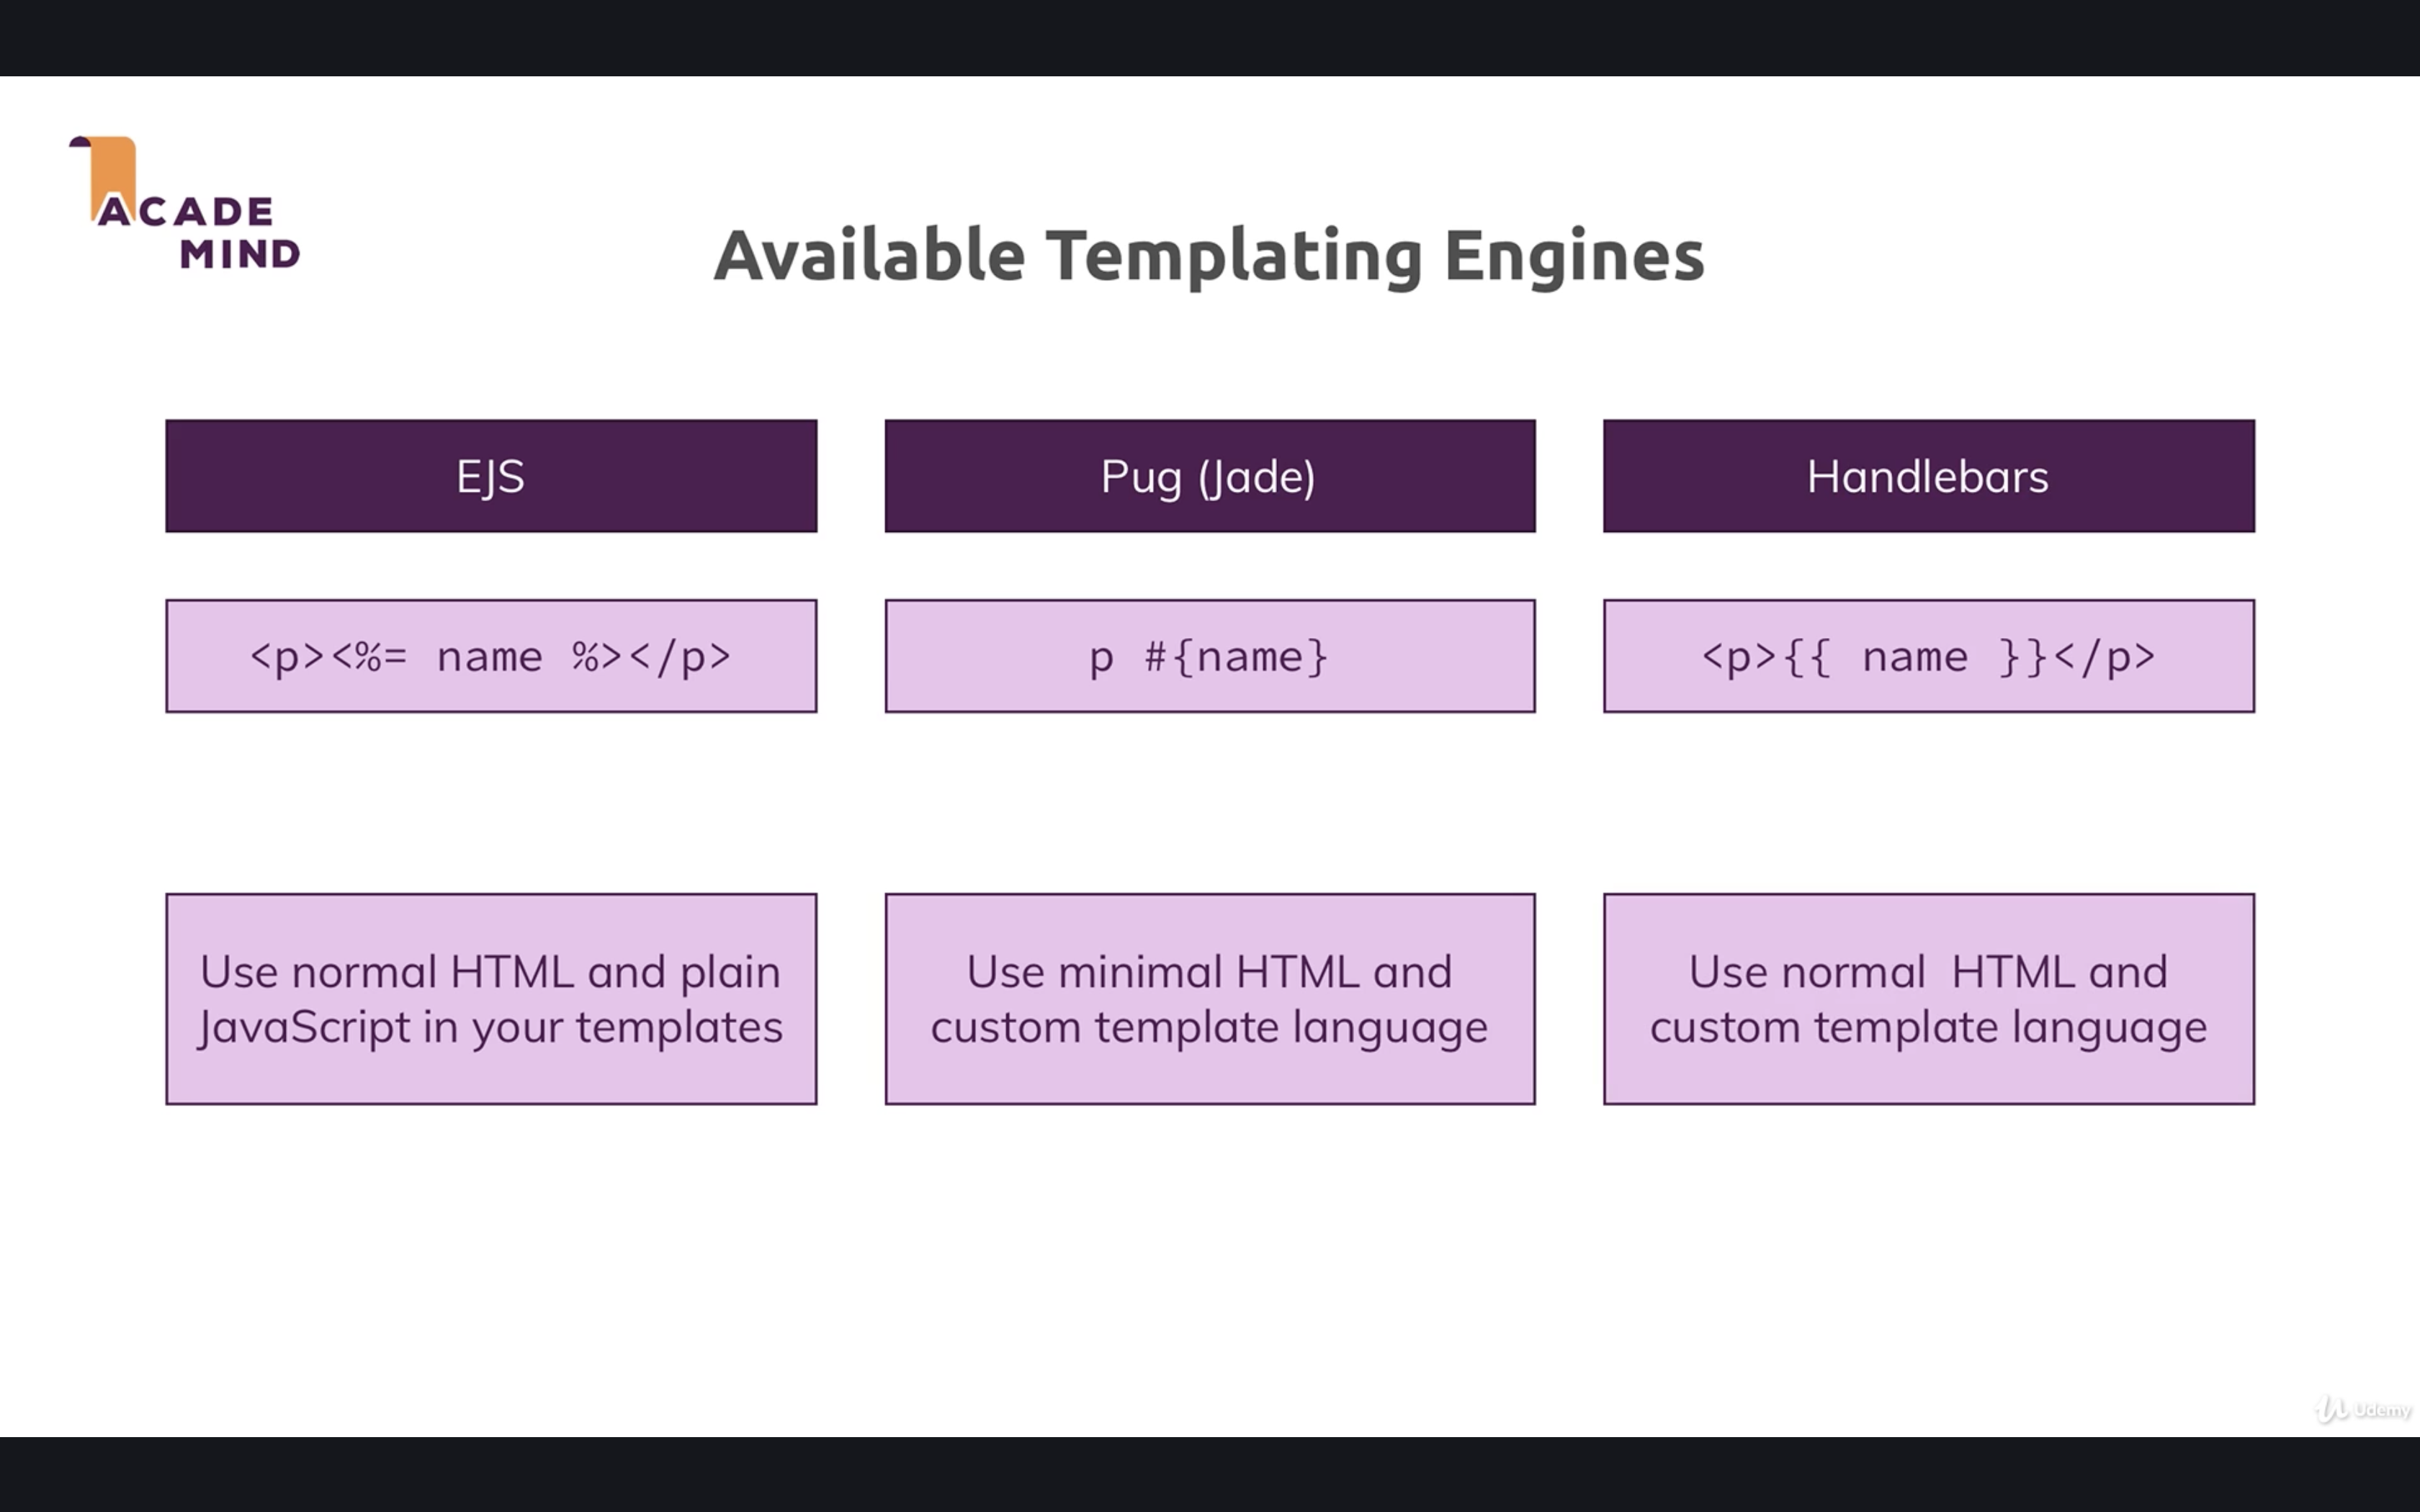 ACADE
MIND
Available Templating Engines
EJS
Pug (Jade)
Handlebars
<p><%= name %></p>
p #{name}
<p>{{ name }}</p>
Use normal HTML and plain
JavaScript in your templates
Use minimal HTML and
custom template language
Use normal  HTML and
custom template language
Udemy